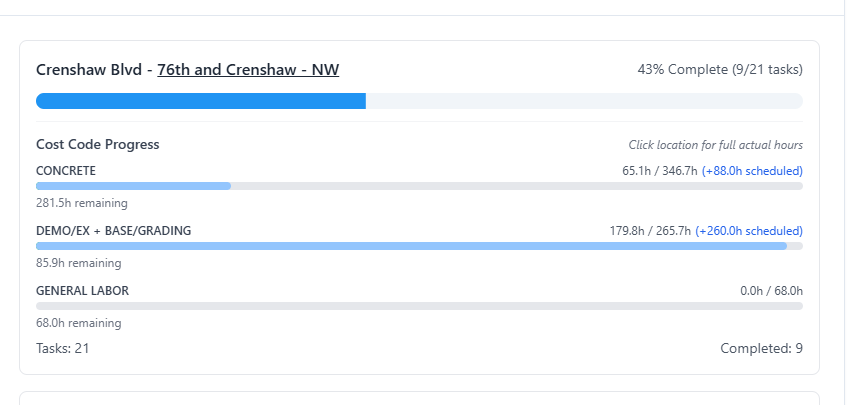 Crenshaw Blvd - 76th and Crenshaw - NW
43% Complete (9/21 tasks)
Cost Code Progress
Click location for full actual hours
CONCRETE
65.1h / 346.7h (+88.0h scheduled)
281.5h remaining
DEMO/EX + BASE/GRADING
179.8h / 265.7h (+260.0h scheduled)
85.9h remaining
GENERAL LABOR
0.0h / 68.0h
68.0h remaining
Tasks: 21
Completed: 9